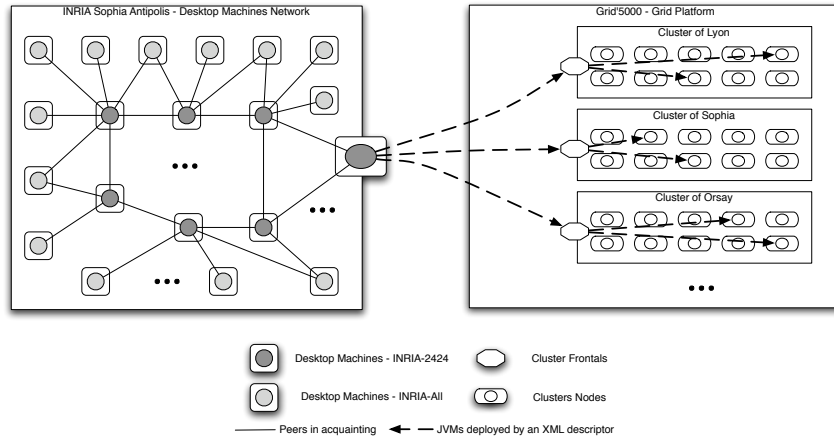 INRIA Sophia Antipolis - Desktop Machines Network
Grid'5000 - Grid Platform
Cluster of Lyon
Cluster of Sophia
Cluster of Orsay
Desktop Machines - INRIA-2424
Cluster Frontals
Desktop Machines - INRIA-All
Clusters Nodes
Peers in acquainting
JVMs deployed by an XML descriptor